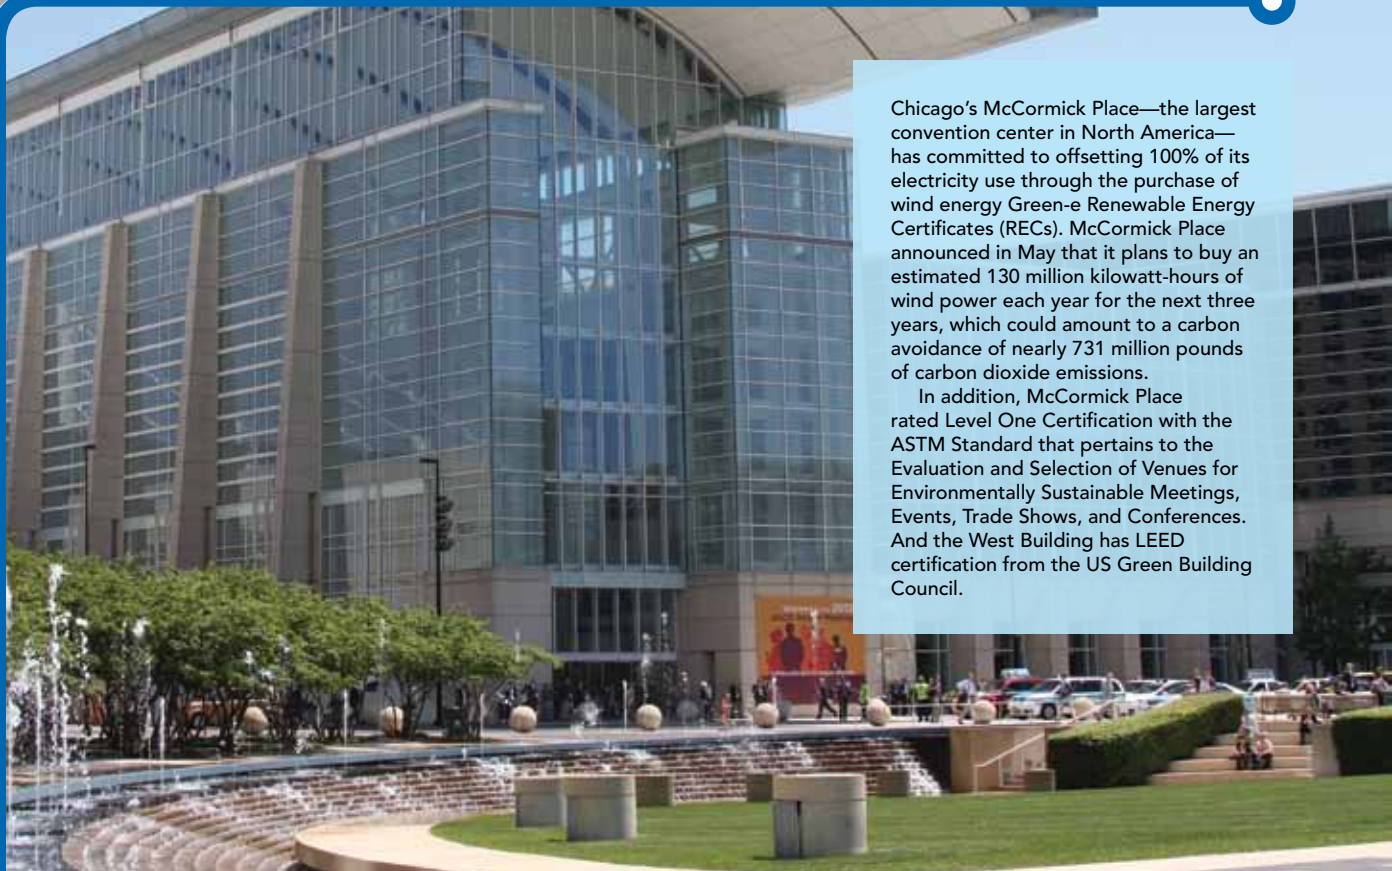 Chicago’s McCormick Place—the largest
convention center in North America—
has committed to offsetting 100% of its
electricity use through the purchase of
wind energy Green-e Renewable Energy
Certificates (RECs). McCormick Place
announced in May that it plans to buy an
estimated 130 million kilowatt-hours of
wind power each year for the next three
years, which could amount to a carbon
avoidance of nearly 731 million pounds
of carbon dioxide emissions.
In addition, McCormick Place
rated Level One Certification with the
ASTM Standard that pertains to the
Evaluation and Selection of Venues for
Environmentally Sustainable Meetings,
Events, Trade Shows, and Conferences.
And the West Building has LEED
certification from the US Green Building
Council.